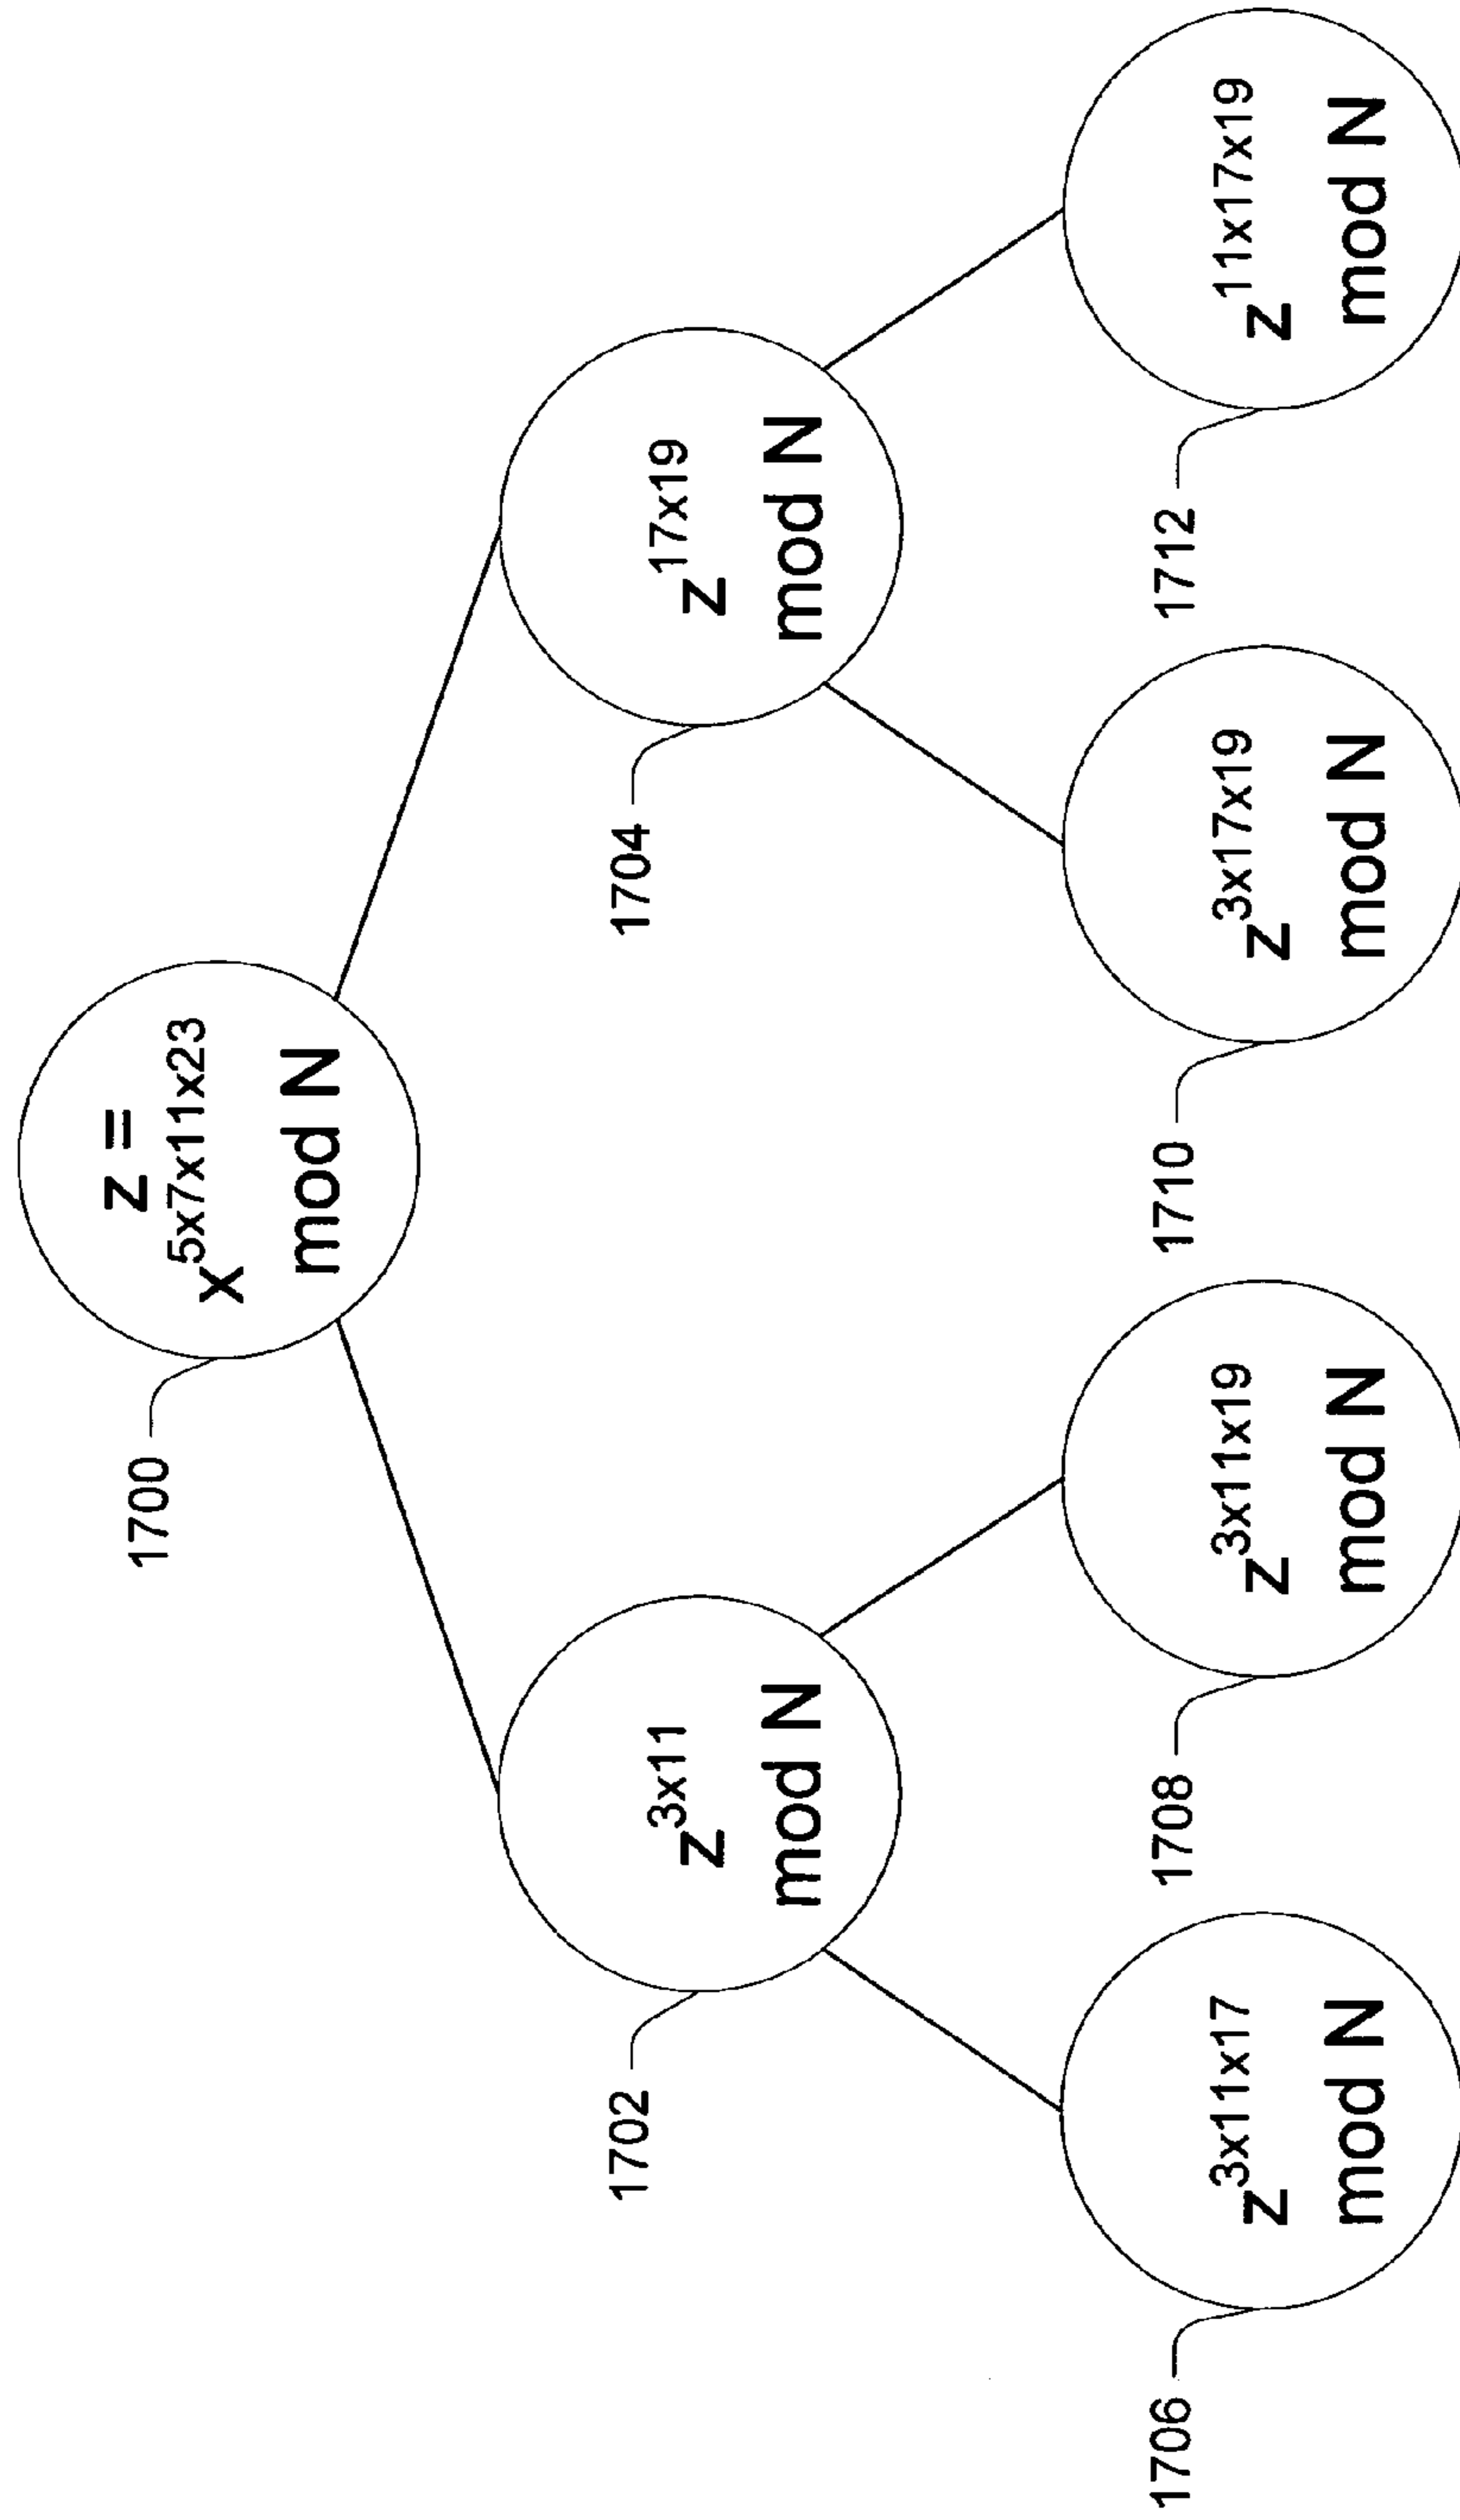 1700
z =
x^5x7x11x23
mod N
1702
z^3x11
mod N
1704
z^17x19
mod N
1706
z^3x11x17
mod N
1708
z^3x11x19
mod N
1710
z^3x17x19
mod N
1712
z^11x17x19
mod N